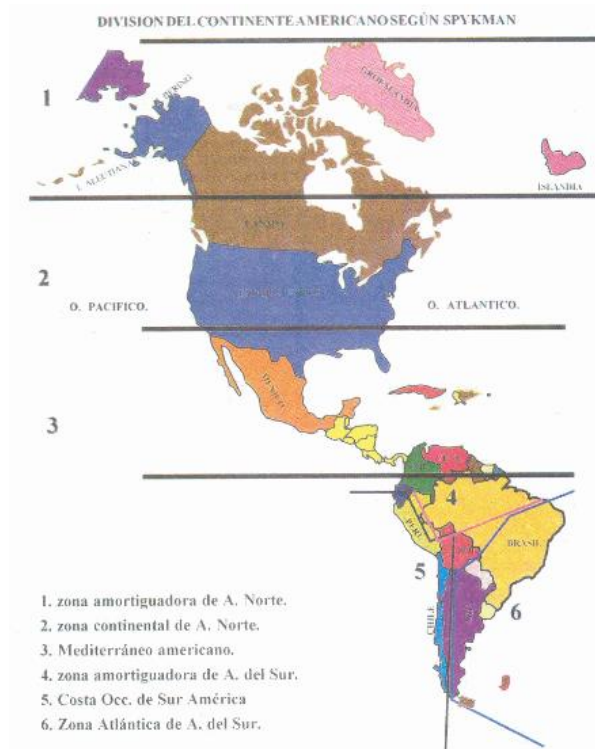 DIVISION DEL CONTINENTE AMERICANO SEGÚN SPYKMAN
GROENLANDIA
BERING
1
I. ALEUTIANAS
ISLANDIA
CANADA
2
O. PACIFICO.
O. ATLANTICO.
MEXICO
3
4
PERU
BRASIL
5
CHILE
6
1. zona amortiguadora de A. Norte.
2. zona continental de A. Norte.
3. Mediterráneo americano.
4. zona amortiguadora de A. del Sur.
5. Costa Occ. de Sur América
6. Zona Atlántica de A. del Sur.